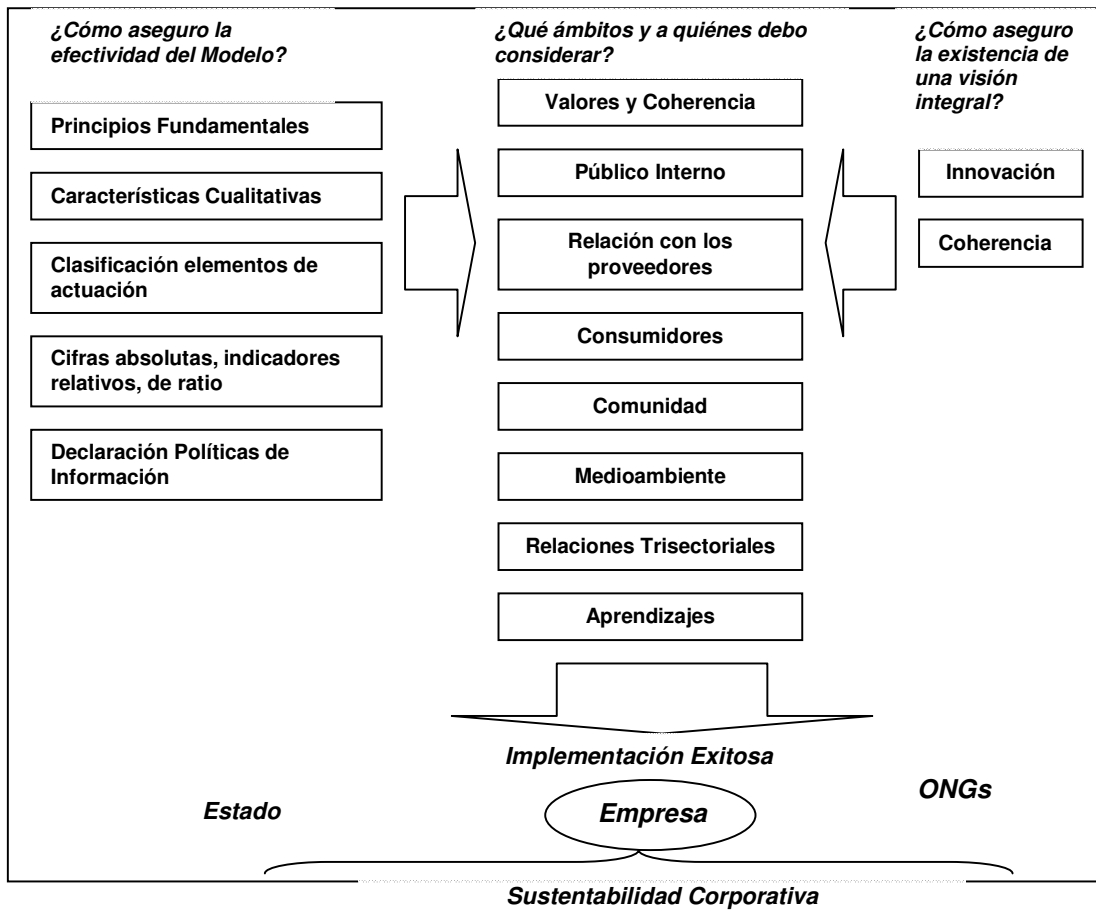 ¿Cómo aseguro la
efectividad del Modelo?
Principios Fundamentales
Características Cualitativas
Clasificación elementos de
actuación
Cifras absolutas, indicadores
relativos, de ratio
Declaración Políticas de
Información
¿Qué ámbitos y a quiénes debo
considerar?
Valores y Coherencia
Público Interno
Relación con los
proveedores
Consumidores
Comunidad
Medioambiente
Relaciones Trisectoriales
Aprendizajes
¿Cómo aseguro
la existencia de
una visión
integral?
Innovación
Coherencia
Implementación Exitosa
Estado
Empresa
ONGs
Sustentabilidad Corporativa